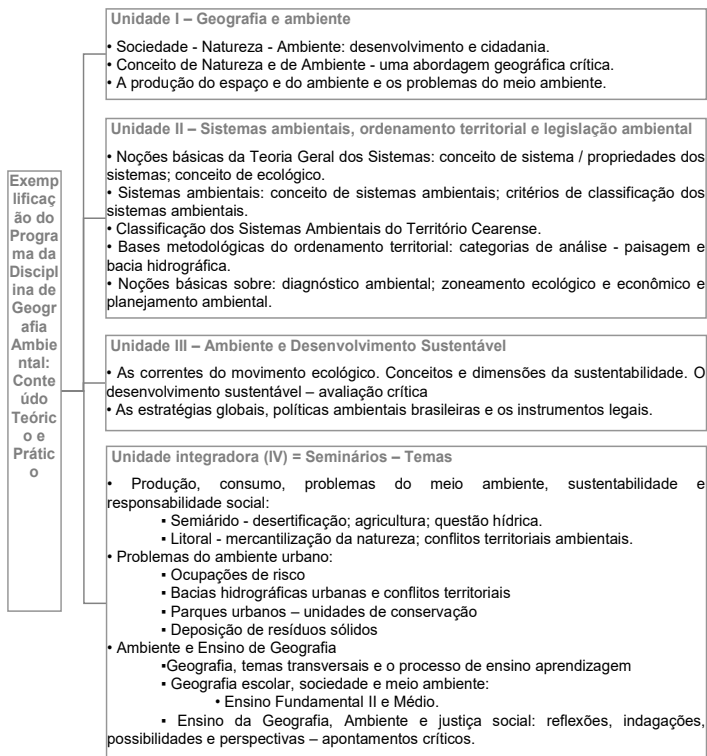 Exemp
lificaç
ão do
Progra
ma da
Discipl
ina de
Geogr
afia
Ambie
ntal:
Conte
údo
Teóric
o e
Prátic
o
Unidade I – Geografia e ambiente
• Sociedade - Natureza - Ambiente: desenvolvimento e cidadania.
• Conceito de Natureza e de Ambiente - uma abordagem geográfica crítica.
• A produção do espaço e do ambiente e os problemas do meio ambiente.
Unidade II – Sistemas ambientais, ordenamento territorial e legislação ambiental
• Noções básicas da Teoria Geral dos Sistemas: conceito de sistema / propriedades dos
sistemas; conceito de ecológico.
• Sistemas ambientais: conceito de sistemas ambientais; critérios de classificação dos
sistemas ambientais.
• Classificação dos Sistemas Ambientais do Território Cearense.
• Bases metodológicas do ordenamento territorial: categorias de análise - paisagem e
bacia hidrográfica.
• Noções básicas sobre: diagnóstico ambiental; zoneamento ecológico e econômico e
planejamento ambiental.
Unidade III – Ambiente e Desenvolvimento Sustentável
• As correntes do movimento ecológico. Conceitos e dimensões da sustentabilidade. O
desenvolvimento sustentável – avaliação crítica
• As estratégias globais, políticas ambientais brasileiras e os instrumentos legais.
Unidade integradora (IV) = Seminários – Temas
• Produção, consumo, problemas do meio ambiente, sustentabilidade e
responsabilidade social:
▪ Semiárido - desertificação; agricultura; questão hídrica.
▪ Litoral - mercantilização da natureza; conflitos territoriais ambientais.
• Problemas do ambiente urbano:
▪ Ocupações de risco
▪ Bacias hidrográficas urbanas e conflitos territoriais
▪ Parques urbanos – unidades de conservação
▪ Deposição de resíduos sólidos
• Ambiente e Ensino de Geografia
▪Geografia, temas transversais e o processo de ensino aprendizagem
▪ Geografia escolar, sociedade e meio ambiente:
• Ensino Fundamental II e Médio.
▪ Ensino da Geografia, Ambiente e justiça social: reflexões, indagações,
possibilidades e perspectivas – apontamentos críticos.